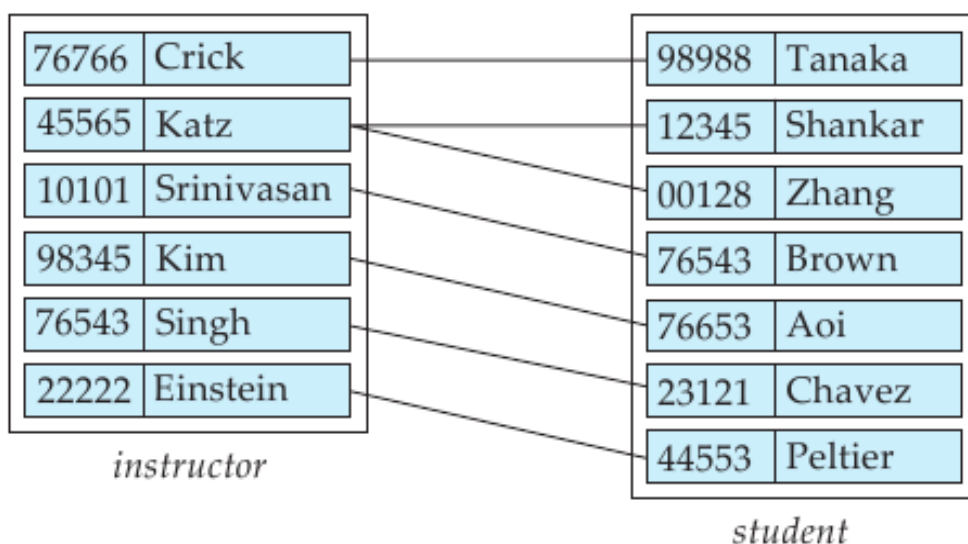 76766 Crick
45565 Katz
10101 Srinivasan
98345 Kim
76543 Singh
22222 Einstein
instructor
98988 Tanaka
12345 Shankar
00128 Zhang
76543 Brown
76653 Aoi
23121 Chavez
44553 Peltier
student